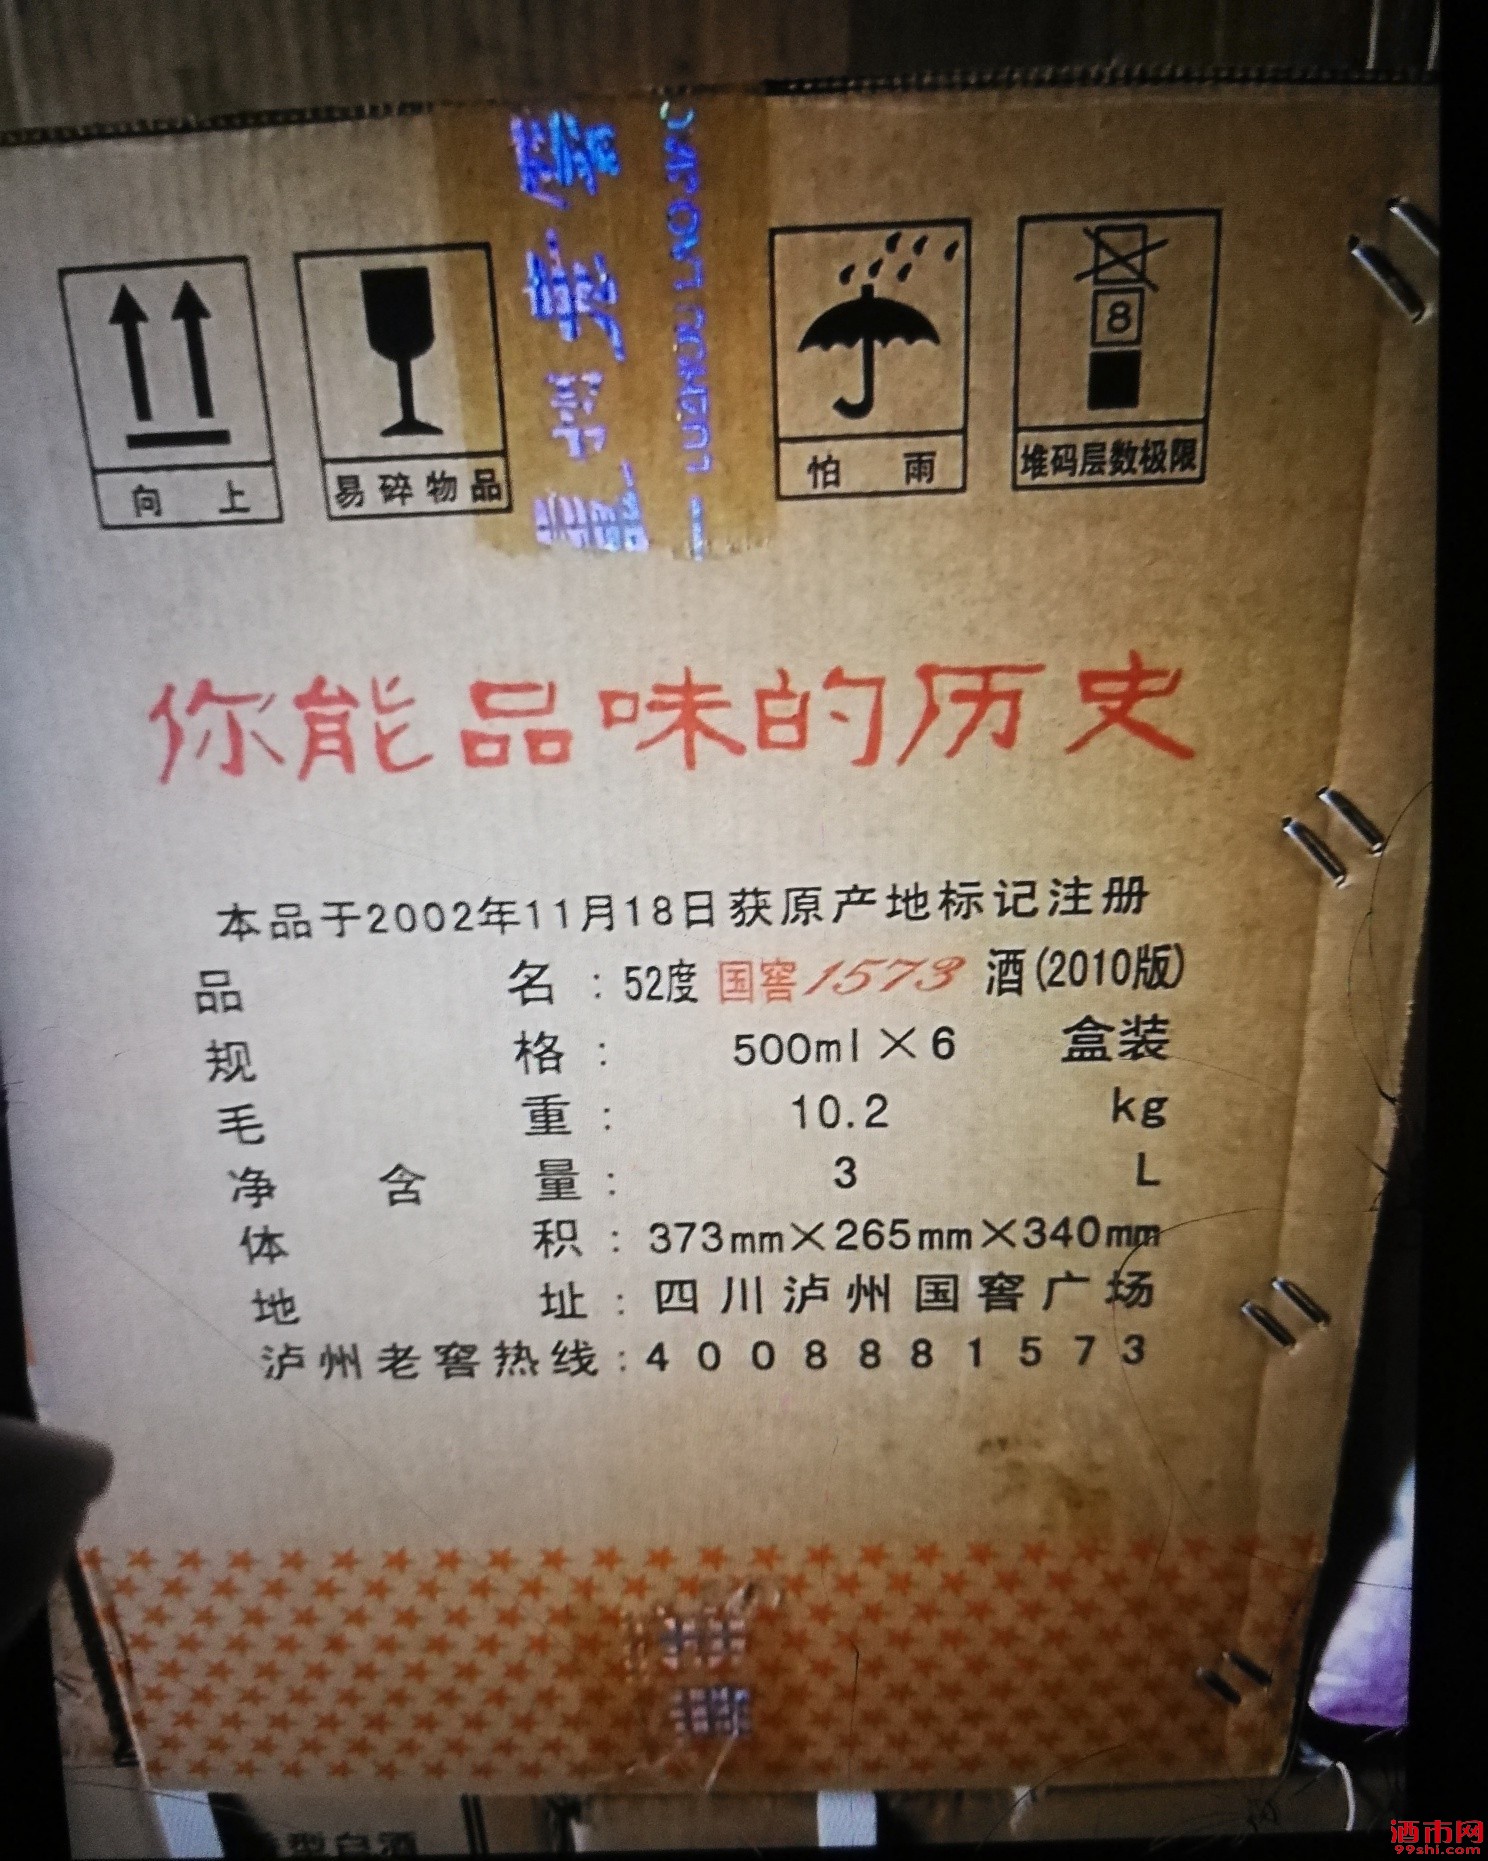 8
向上
易碎物品
怕雨
堆码层数极限
你能品味的历史
本品于2002年11月18日获原产地标记注册
品名：52度 国窖1573 酒(2010版)
规格：500ml×6 盒装
毛重：10.2 kg
净含量：3 L
体积：373mm×265mm×340mm
地址：四川泸州国窖广场
泸州老窖热线:4008881573
型白酒
酒市网
99shi.com